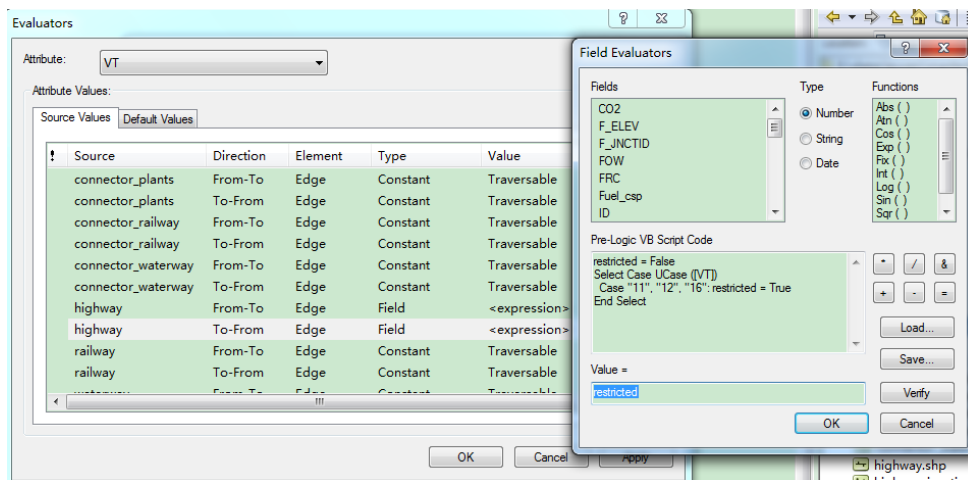 Evaluators
Attribute: VT
Attribute Values:
Source Values Default Values
! Source Direction Element Type Value
connector_plants From-To Edge Constant Traversable
connector_plants To-From Edge Constant Traversable
connector_railway From-To Edge Constant Traversable
connector_railway To-From Edge Constant Traversable
connector_waterway From-To Edge Constant Traversable
connector_waterway To-From Edge Constant Traversable
highway From-To Edge Field <expression>
highway To-From Edge Field <expression>
railway From-To Edge Constant Traversable
railway To-From Edge Constant Traversable
OK Cancel Apply
Field Evaluators
Fields
CO2
F_ELEV
F_JNCTID
FOW
FRC
Fuel_csp
ID
Type
Number
String
Date
Functions
Abs ( )
Atn ( )
Cos ( )
Exp ( )
Fix ( )
Int ( )
Log ( )
Sin ( )
Sqr ( )
Pre-Logic VB Script Code
restricted = False
Select Case UCase ([VT])
Case "11", "12", "16": restricted = True
End Select
* / &
+ - =
Load...
Save...
Value =
restricted
Verify
OK Cancel
highway.shp